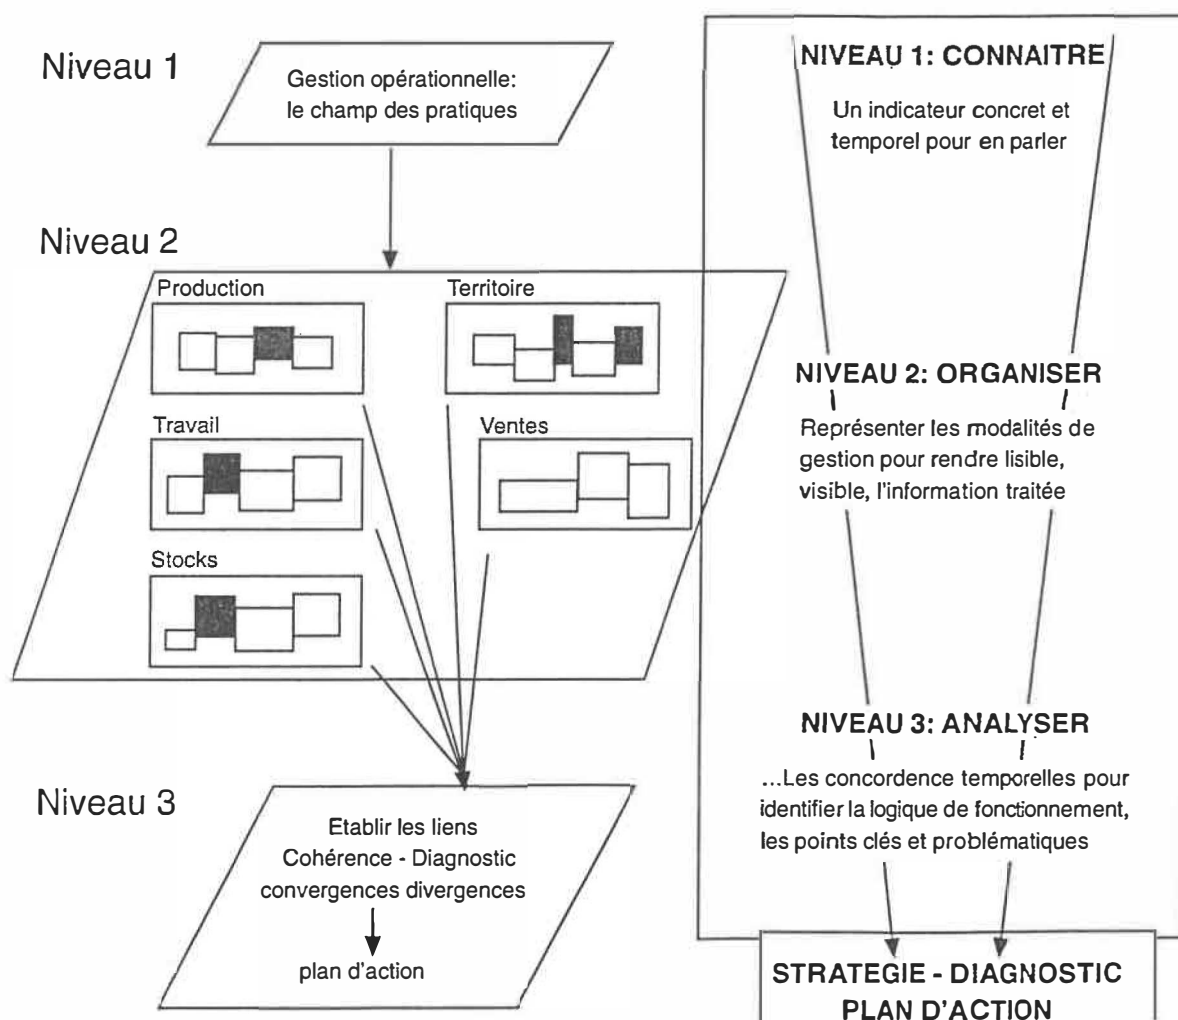 Niveau 1
Gestion opérationnelle:
le champ des pratiques
Niveau 2
Production
Territoire
Travail
Ventes
Stocks
Niveau 3
Etablir les liens
Cohérence - Diagnostic
convergences divergences
plan d'action
NIVEAU 1: CONNAITRE
Un indicateur concret et
temporel pour en parler
NIVEAU 2: ORGANISER
Représenter les modalités de
gestion pour rendre lisible,
visible, l'information traitée
NIVEAU 3: ANALYSER
...Les concordence temporelles pour
identifier la logique de fonctionnement,
les points clés et problématiques
STRATEGIE - DIAGNOSTIC
PLAN D'ACTION